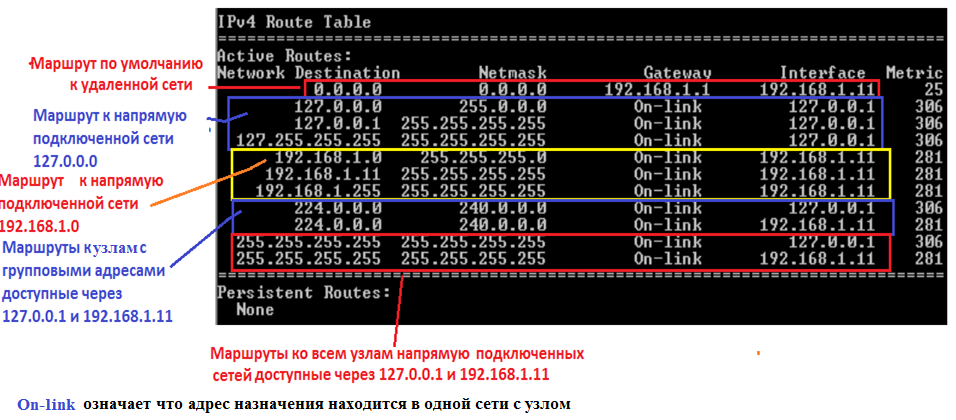 IPv4 Route Table
Active Routes:
Network Destination Netmask Gateway Interface Metric
0.0.0.0 0.0.0.0 192.168.1.1 192.168.1.11 25
127.0.0.0 255.0.0.0 On-link 127.0.0.1 306
127.0.0.1 255.255.255.255 On-link 127.0.0.1 306
127.255.255.255 255.255.255.255 On-link 127.0.0.1 306
192.168.1.0 255.255.255.0 On-link 192.168.1.11 281
192.168.1.11 255.255.255.255 On-link 192.168.1.11 281
192.168.1.255 255.255.255.255 On-link 192.168.1.11 281
224.0.0.0 240.0.0.0 On-link 127.0.0.1 306
224.0.0.0 240.0.0.0 On-link 192.168.1.11 281
255.255.255.255 255.255.255.255 On-link 127.0.0.1 306
255.255.255.255 255.255.255.255 On-link 192.168.1.11 281
Persistent Routes:
None
Маршрут по умолчанию
к удаленной сети
Маршрут к напрямую
подключенной сети
127.0.0.0
Маршрут к напрямую
подключенной сети
192.168.1.0
Маршруты к узлам с
групповыми адресами
доступные через
127.0.0.1 и 192.168.1.11
Маршруты ко всем узлам напрямую подключенных
сетей доступные через 127.0.0.1 и 192.168.1.11
On-link означает что адрес назначения находится в одной сети с узлом